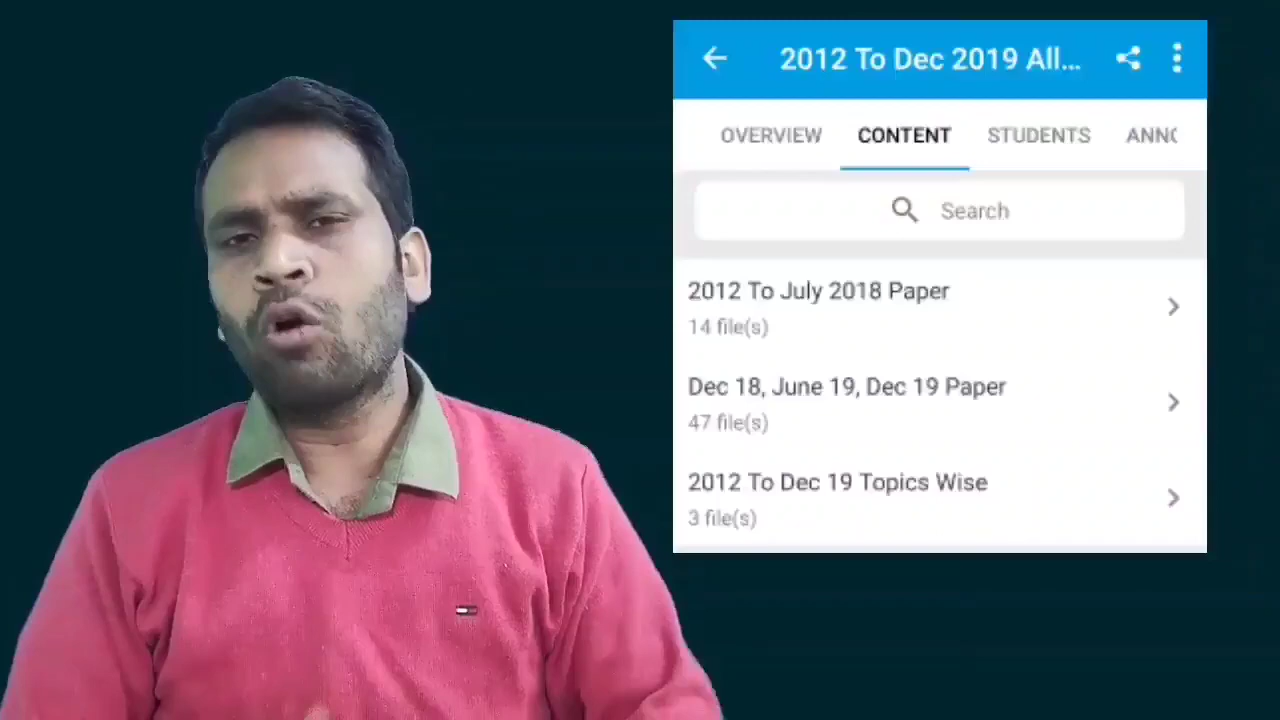 2012 To Dec 2019 All...
OVERVIEW CONTENT STUDENTS ANNO
Search
2012 To July 2018 Paper
14 file(s)
Dec 18, June 19, Dec 19 Paper
47 file(s)
2012 To Dec 19 Topics Wise
3 file(s)